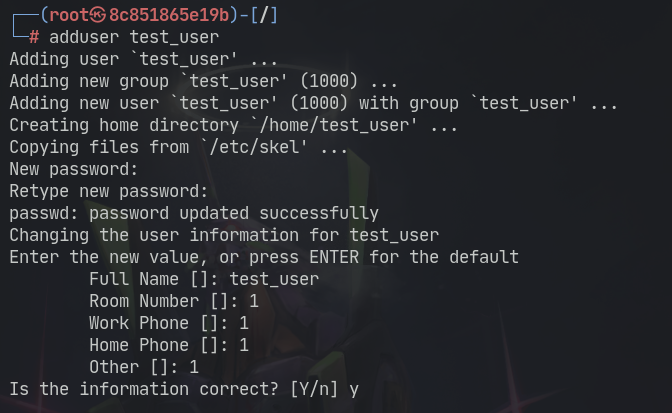 ┌──(root㉿8c851865e19b)-[/]
└─# adduser test_user
Adding user `test_user' ...
Adding new group `test_user' (1000) ...
Adding new user `test_user' (1000) with group `test_user' ...
Creating home directory `/home/test_user' ...
Copying files from `/etc/skel' ...
New password:
Retype new password:
passwd: password updated successfully
Changing the user information for test_user
Enter the new value, or press ENTER for the default
        Full Name []: test_user
        Room Number []: 1
        Work Phone []: 1
        Home Phone []: 1
        Other []: 1
Is the information correct? [Y/n] y